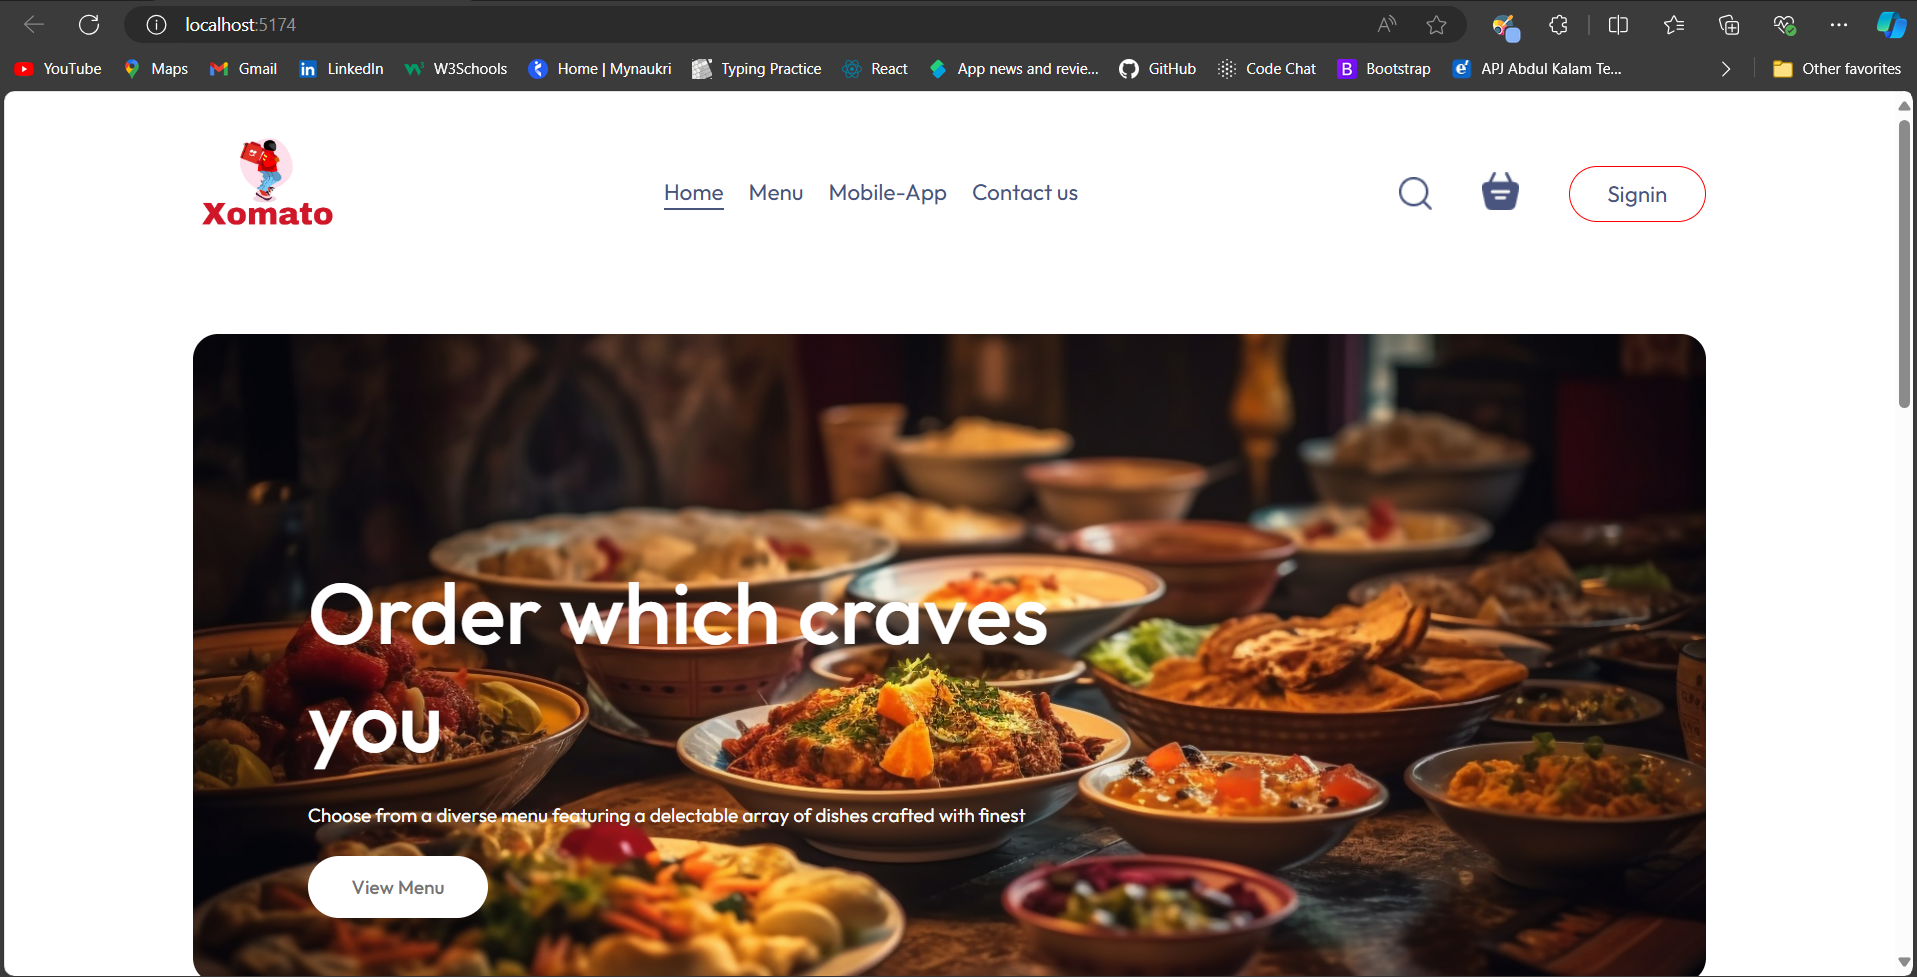 localhost:5174
YouTube Maps Gmail LinkedIn W3Schools Home | Mynaukri Typing Practice React App news and revie... GitHub Code Chat Bootstrap APJ Abdul Kalam Te... Other favorites
Xomato
Home Menu Mobile-App Contact us Signin
Order which craves
you
Choose from a diverse menu featuring a delectable array of dishes crafted with finest
View Menu